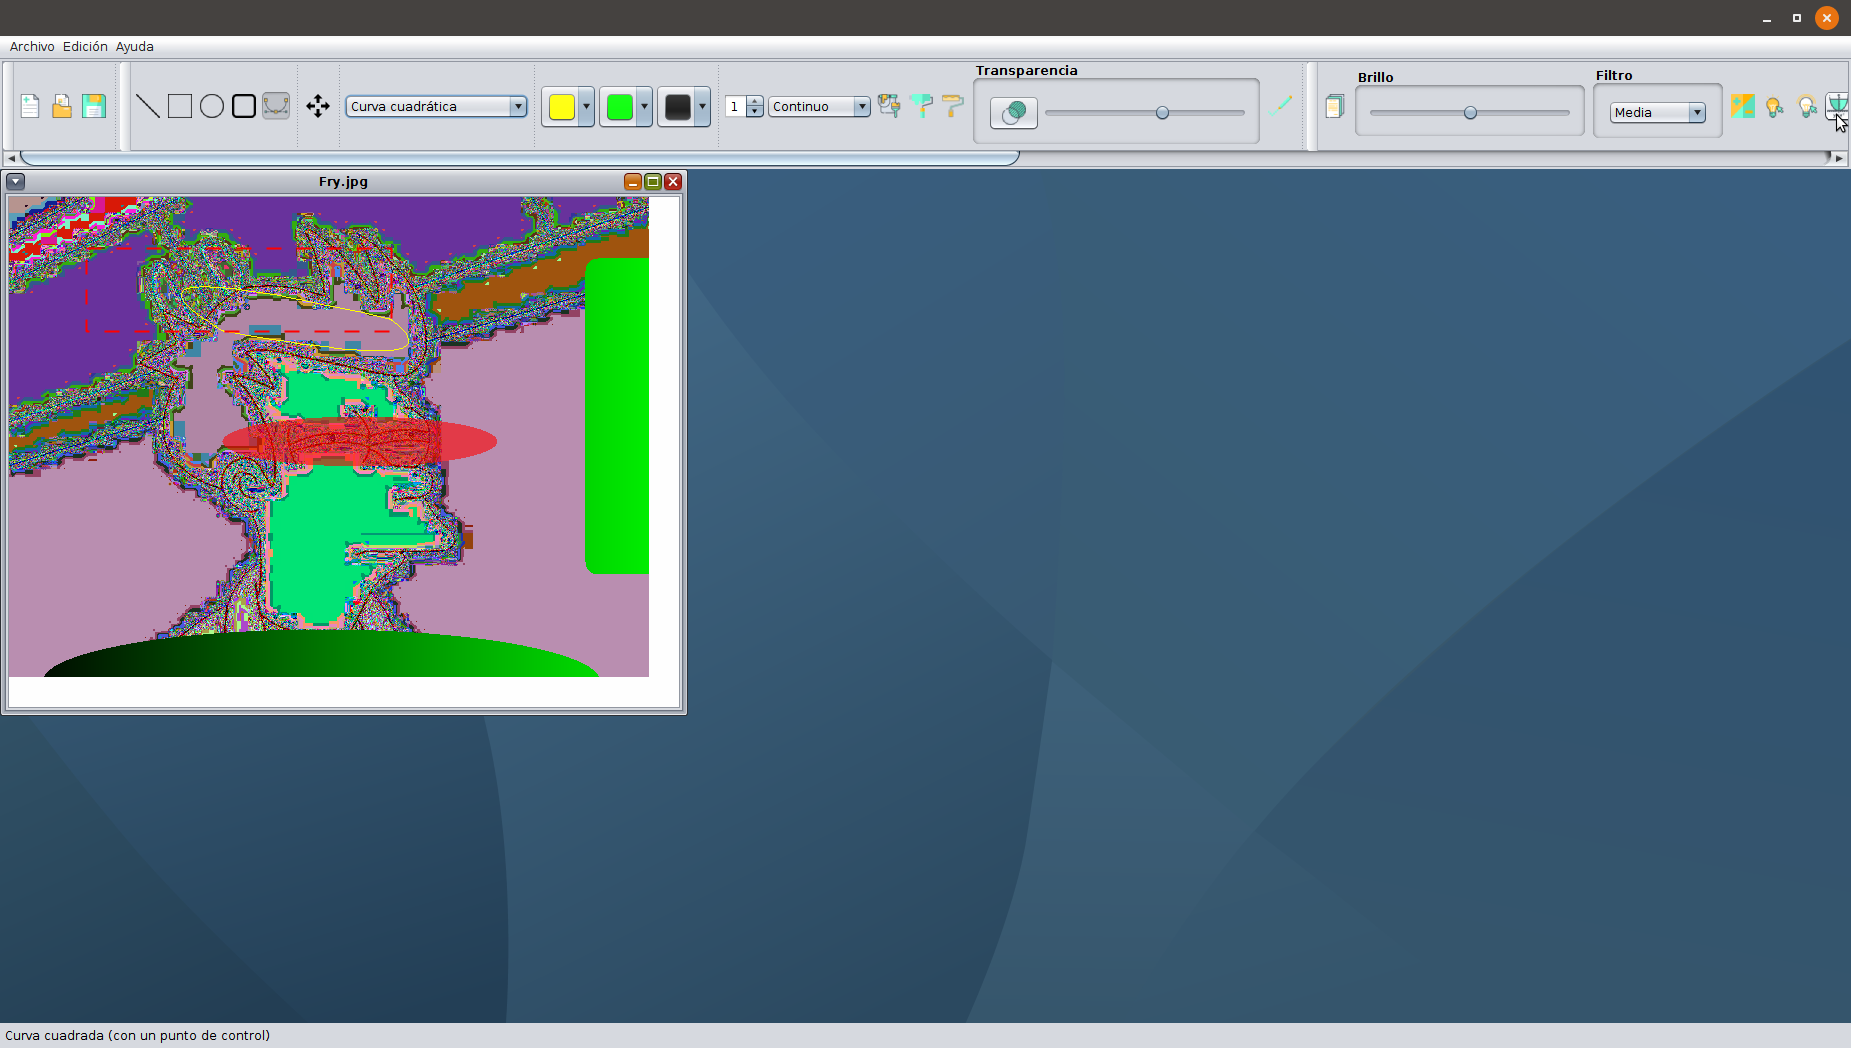 Archivo Edición Ayuda
Transparencia
Brillo
Filtro
Curva cuadrática
1
Continuo
Media
Fry.jpg
Curva cuadrada (con un punto de control)